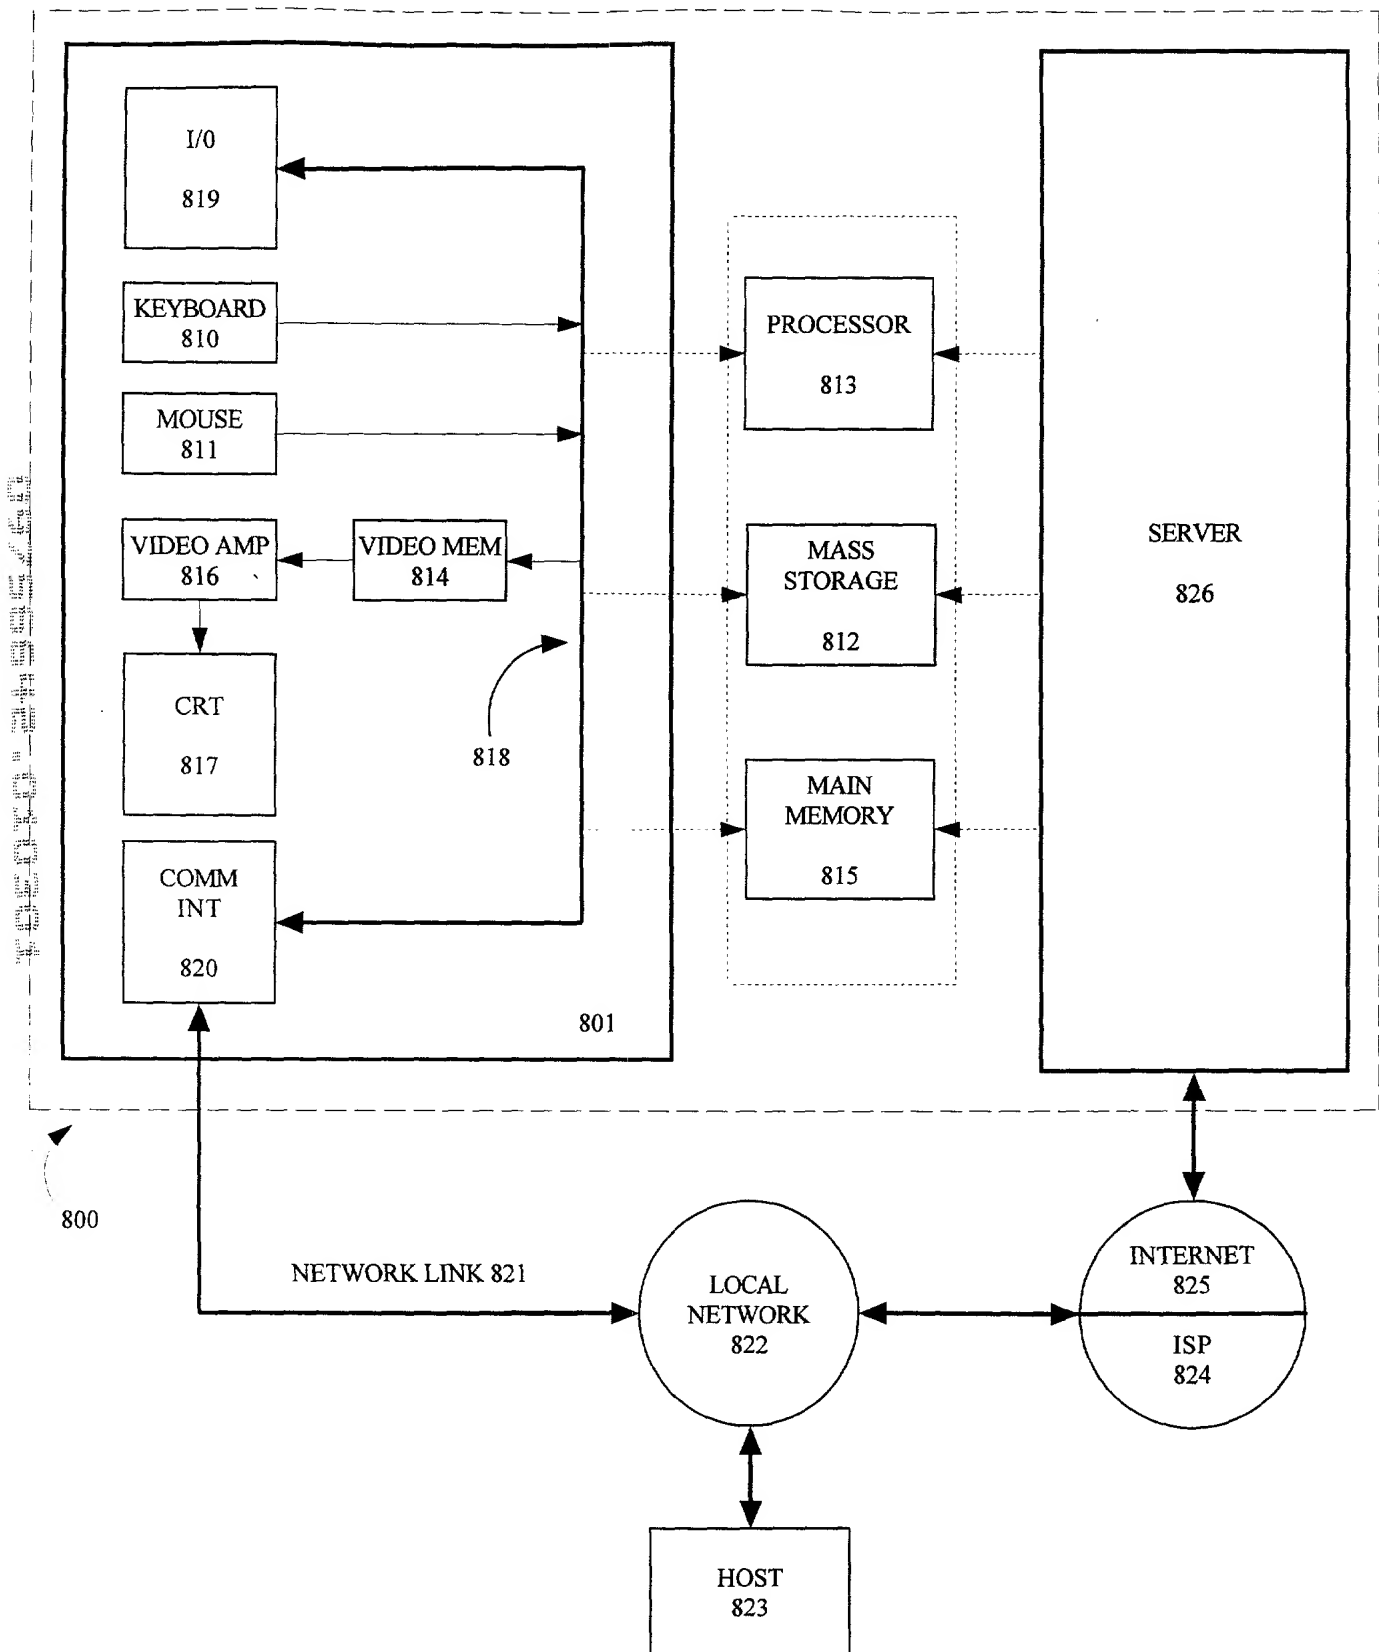 I/0
819
KEYBOARD
810
MOUSE
811
VIDEO AMP
816
VIDEO MEM
814
CRT
817
818
COMM
INT
820
801
PROCESSOR
813
MASS
STORAGE
812
MAIN
MEMORY
815
SERVER
826
800
NETWORK LINK 821
LOCAL
NETWORK
822
INTERNET
825
ISP
824
HOST
823